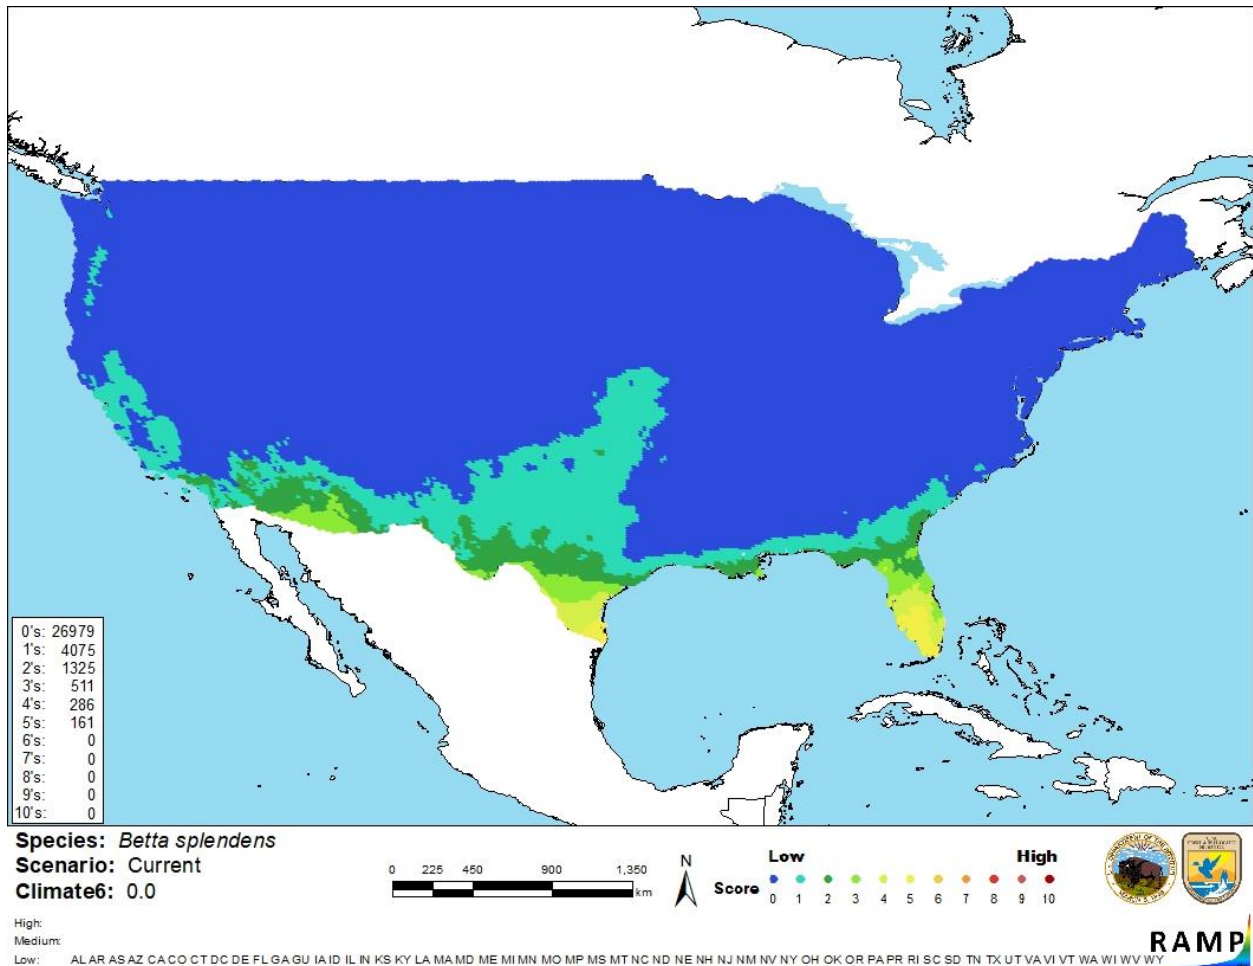 0's: 26979
1's: 4075
2's: 1325
3's: 511
4's: 286
5's: 161
6's: 0
7's: 0
8's: 0
9's: 0
10's: 0
Species: Betta splendens
Scenario: Current
Climate6: 0.0
0 225 450 900 1,350
km
N
Low High
Score 0 1 2 3 4 5 6 7 8 9 10
High:
Medium:
Low: AL AR AS AZ CA CO CT DC DE FL GA GU IA ID IL IN KS KY LA MA MD ME MI MN MO MP MS MT NC ND NE NH NJ NM NV NY OH OK OR PA PR RI SC SD TN TX UT VA VI VT WA WI WV WY
RAMP